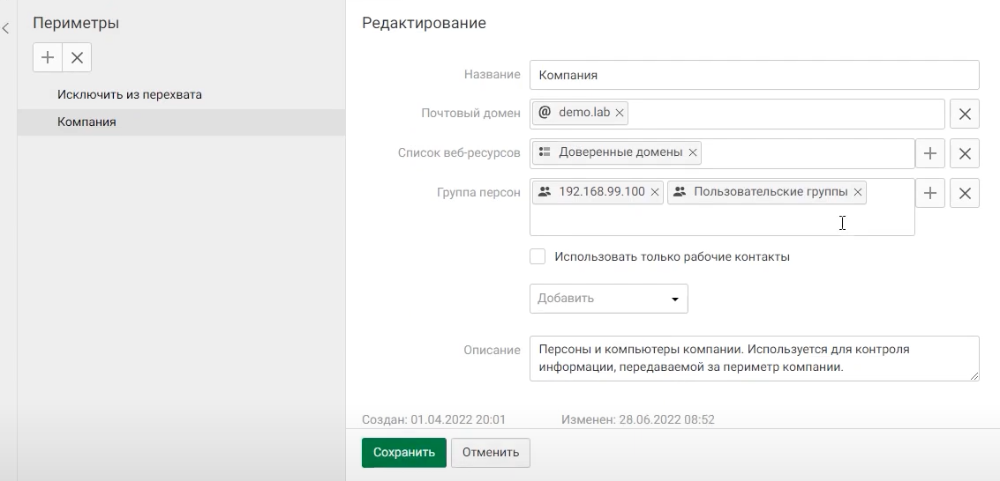 Периметры
Исключить из перехвата
Компания
Редактирование
Название
Компания
Почтовый домен
@ demo.lab
Список веб-ресурсов
Доверенные домены
Группа персон
192.168.99.100 Пользовательские группы
Использовать только рабочие контакты
Добавить
Описание
Персоны и компьютеры компании. Используется для контроля
информации, передаваемой за периметр компании.
Создан: 01.04.2022 20:01 Изменен: 28.06.2022 08:52
Сохранить Отменить